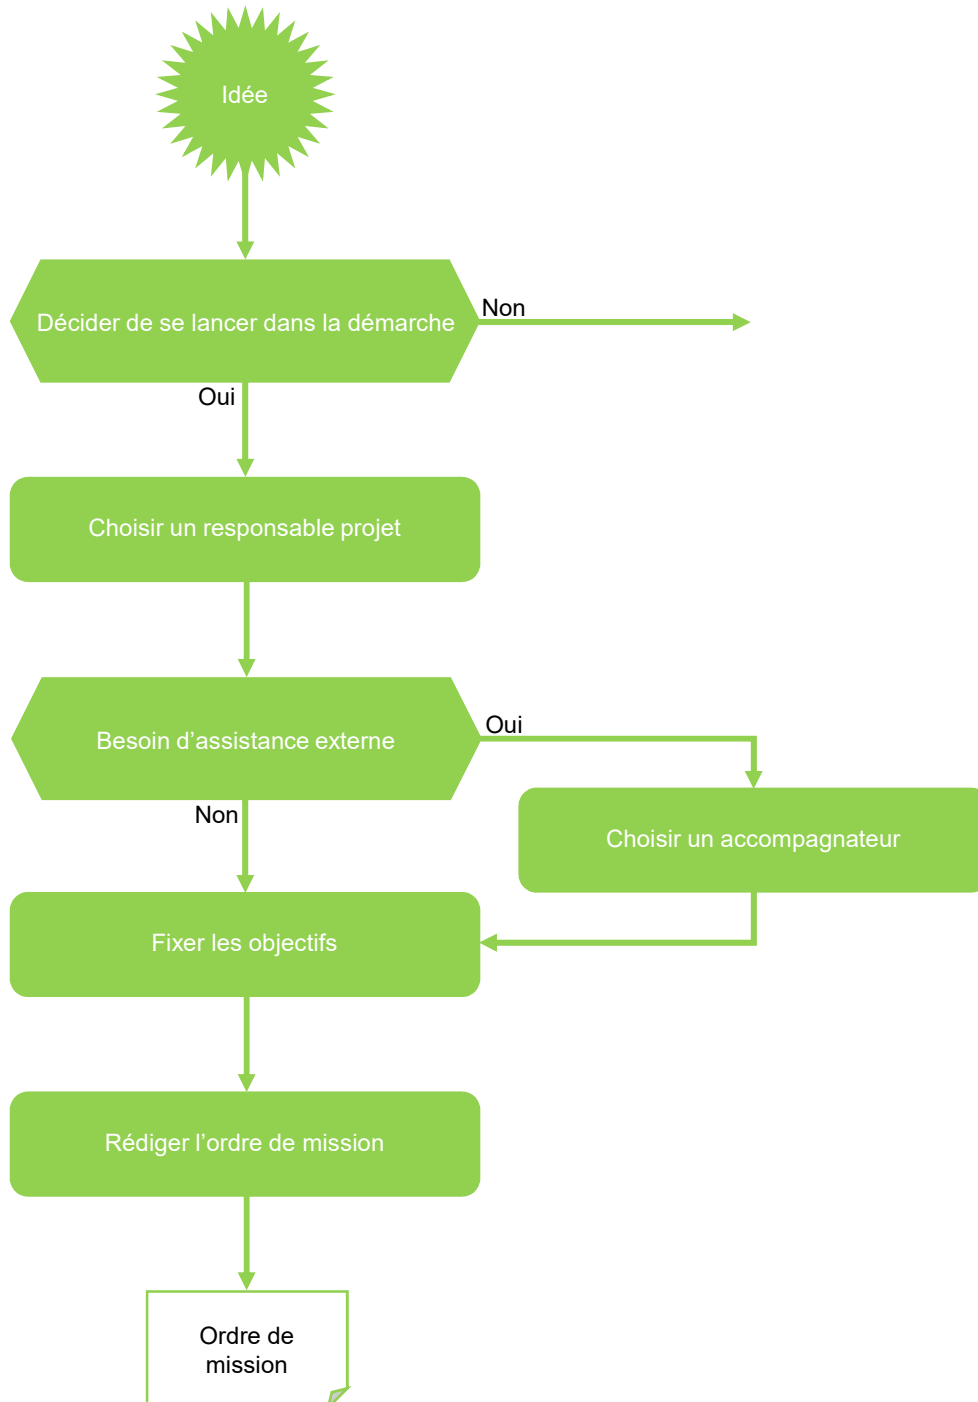 Idée
Décider de se lancer dans la démarche
Non
Oui
Choisir un responsable projet
Besoin d’assistance externe
Oui
Non
Choisir un accompagnateur
Fixer les objectifs
Rédiger l’ordre de mission
Ordre de
mission